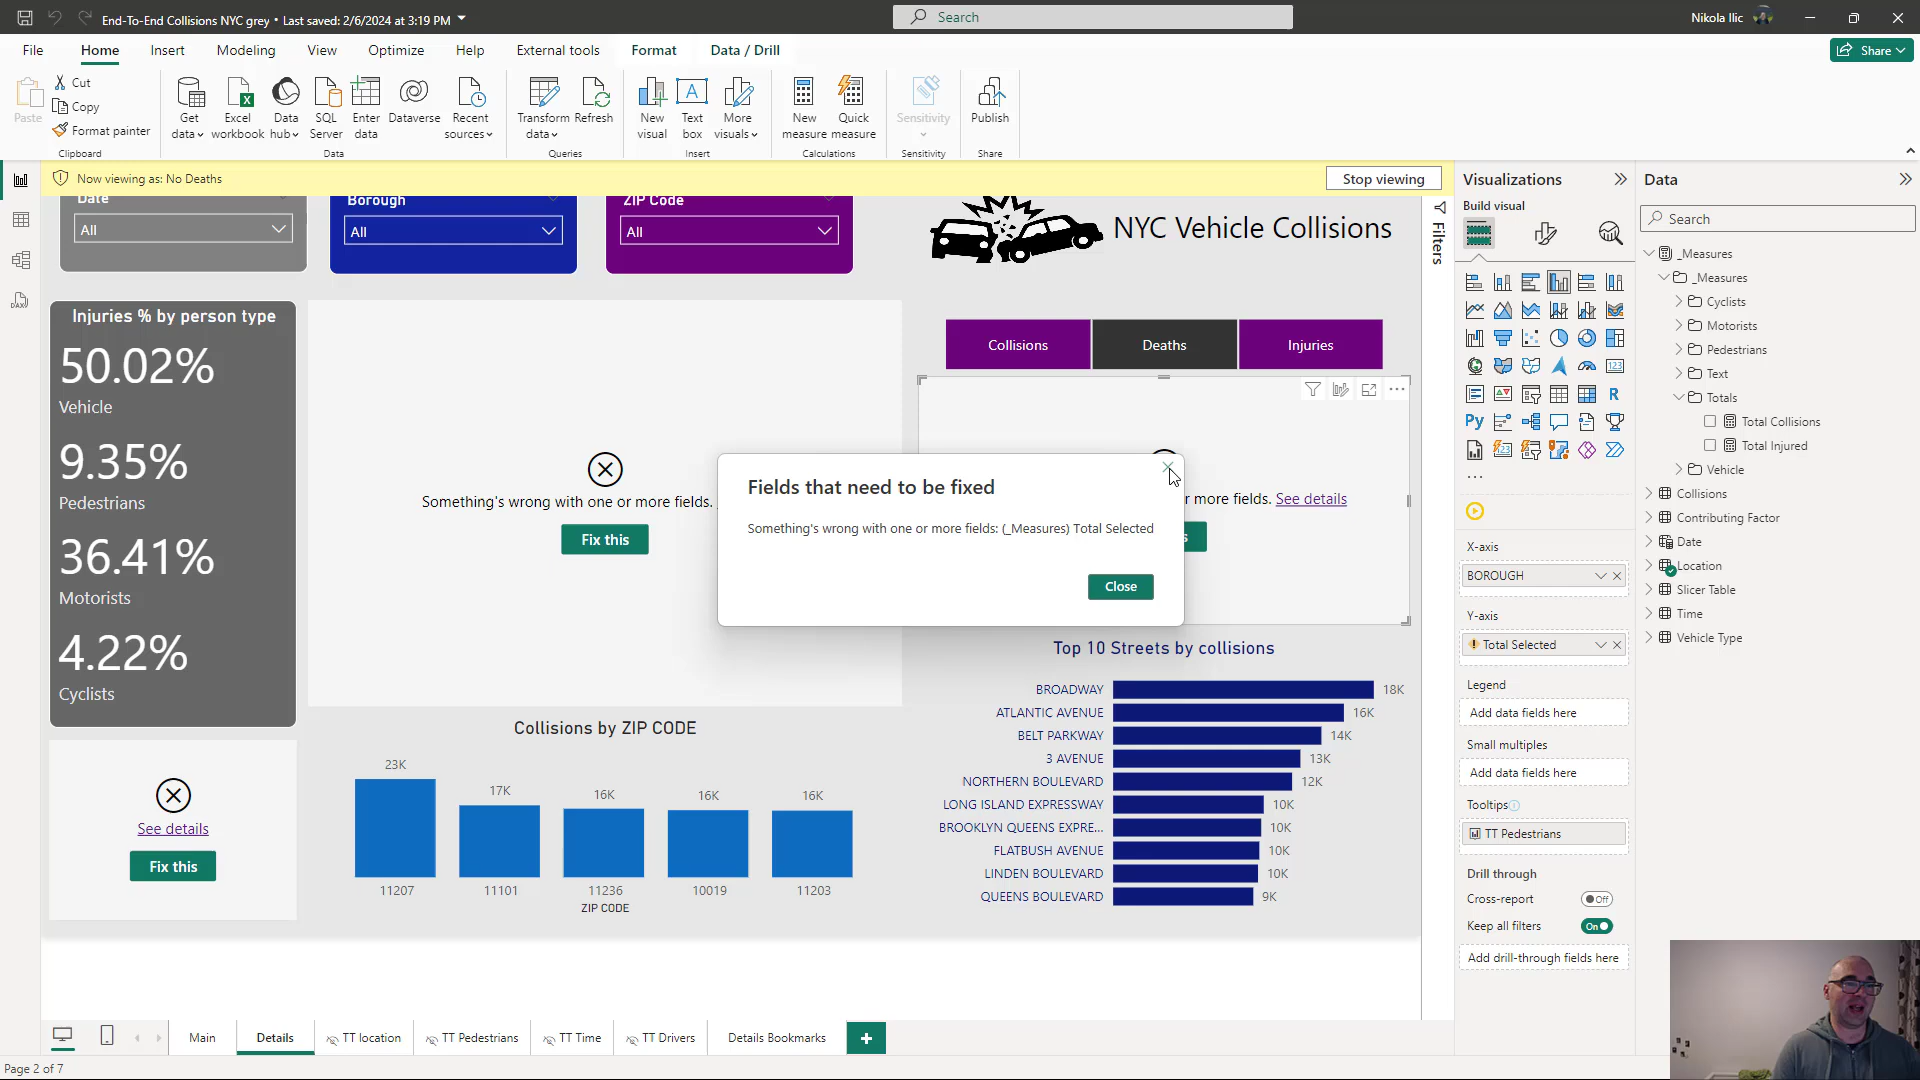 End-To-End Collisions NYC grey • Last saved: 2/6/2024 at 3:19 PM
Search
Nikola Ilic
File
Home
Insert
Modeling
View
Optimize
Help
External tools
Format
Data / Drill
Share
Paste
Cut
Copy
Format painter
Get data
Excel workbook
Data hub
SQL Server
Enter data
Dataverse
Recent sources
Transform data
Refresh
New visual
Text box
More visuals
New measure
Quick measure
Sensitivity
Publish
Clipboard
Data
Queries
Insert
Calculations
Sensitivity
Share
Now viewing as: No Deaths
Stop viewing
Date
All
Borough
All
ZIP Code
All
NYC Vehicle Collisions
Filters
Injuries % by person type
50.02%
Vehicle
9.35%
Pedestrians
36.41%
Motorists
4.22%
Cyclists
See details
Fix this
Something's wrong with one or more fields.
Fix this
Collisions
Deaths
Injuries
r more fields. See details
s
Fields that need to be fixed
Something's wrong with one or more fields: (_Measures) Total Selected
Close
Collisions by ZIP CODE
23K
17K
16K
16K
16K
11207
11101
11236
10019
11203
ZIP CODE
Top 10 Streets by collisions
BROADWAY 18K
ATLANTIC AVENUE 16K
BELT PARKWAY 14K
3 AVENUE 13K
NORTHERN BOULEVARD 12K
LONG ISLAND EXPRESSWAY 10K
BROOKLYN QUEENS EXPRE... 10K
FLATBUSH AVENUE 10K
LINDEN BOULEVARD 10K
QUEENS BOULEVARD 9K
Visualizations
Build visual
R
Py
123
X-axis
BOROUGH
Y-axis
Total Selected
Legend
Add data fields here
Small multiples
Add data fields here
Tooltips
TT Pedestrians
Drill through
Cross-report
Off
Keep all filters
On
Add drill-through fields here
Data
Search
_Measures
_Measures
Cyclists
Motorists
Pedestrians
Text
Totals
Total Collisions
Total Injured
Vehicle
Collisions
Contributing Factor
Date
Location
Slicer Table
Time
Vehicle Type
Main
Details
TT location
TT Pedestrians
TT Time
TT Drivers
Details Bookmarks
Page 2 of 7